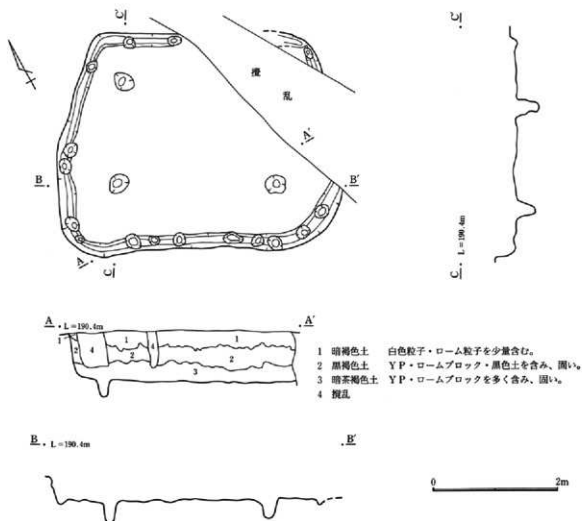 C'
C'
攪
乱
A'
B
B'
A
C
C
L=190.4m
A
L=190.4m
A'
1
1
1
2
4
2
4
2
3
1 暗褐色土 白色粒子・ローム粒子を少量含む。
2 黒褐色土 YP・ロームブロック・黒色土を含み、固い。
3 暗茶褐色土 YP・ロームブロックを多く含み、固い。
4 攪乱
B
L=190.4m
B'
0 2m